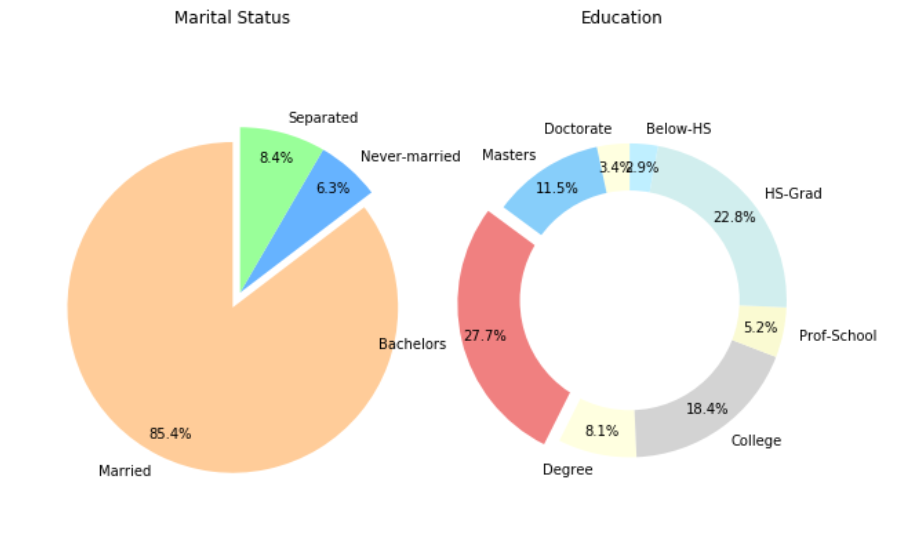 Marital Status
Education
Separated
8.4%
Never-married
6.3%
Married
85.4%
Doctorate
3.4%
Below-HS
2.9%
Masters
11.5%
HS-Grad
22.8%
Bachelors
27.7%
Prof-School
5.2%
College
18.4%
Degree
8.1%